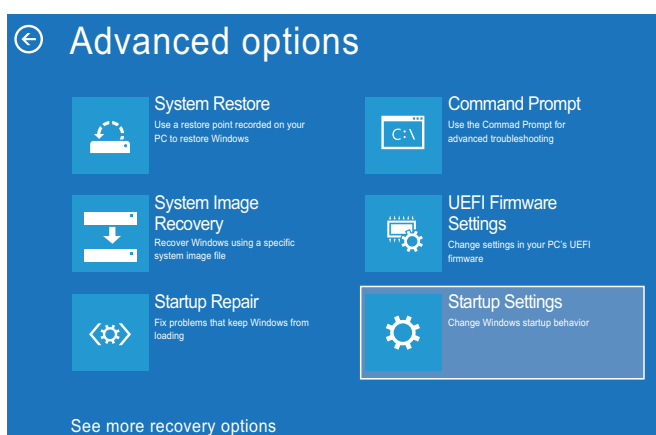 Advanced options
System Restore
Use a restore point recorded on your
PC to restore Windows
Command Prompt
Use the Commad Prompt for
advanced troubleshooting
C:\
System Image
Recovery
Recover Windows using a specific
system image file
UEFI Firmware
Settings
Change settings in your PC's UEFI
firmware
Startup Repair
Fix problems that keep Windows from
loading
Startup Settings
Change Windows startup behavior
See more recovery options